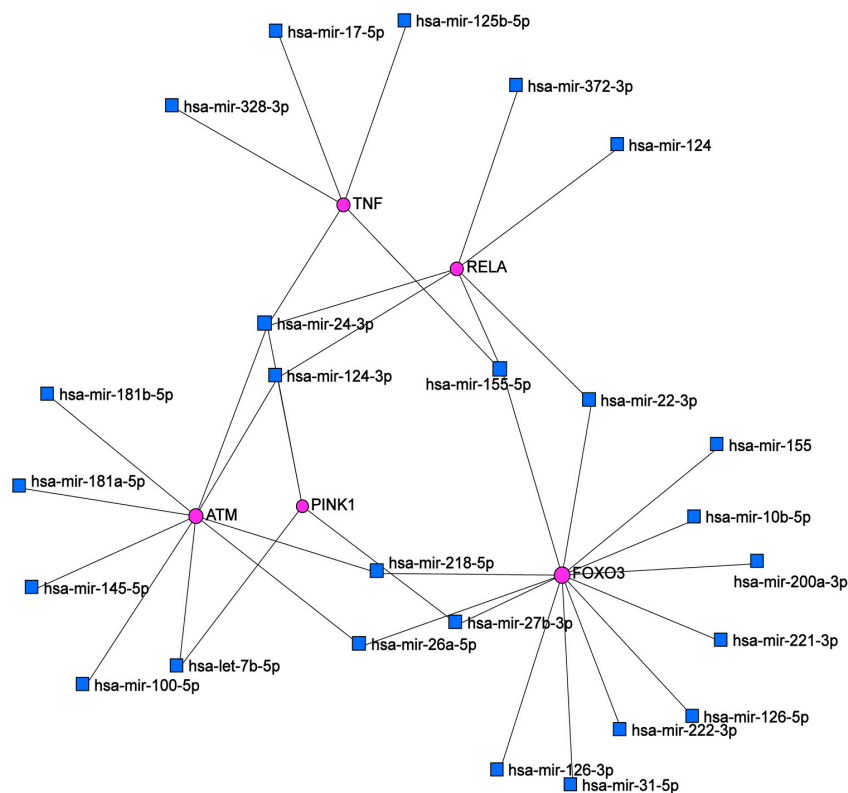 hsa-mir-125b-5p
hsa-mir-17-5p
hsa-mir-372-3p
hsa-mir-328-3p
hsa-mir-124
TNF
RELA
hsa-mir-24-3p
hsa-mir-124-3p
hsa-mir-155-5p
hsa-mir-181b-5p
hsa-mir-22-3p
hsa-mir-155
hsa-mir-181a-5p
PINK1
ATM
hsa-mir-10b-5p
hsa-mir-218-5p
FOXO3
hsa-mir-200a-3p
hsa-mir-145-5p
hsa-mir-27b-3p
hsa-mir-221-3p
hsa-mir-26a-5p
hsa-let-7b-5p
hsa-mir-100-5p
hsa-mir-126-5p
hsa-mir-222-3p
hsa-mir-126-3p
hsa-mir-31-5p